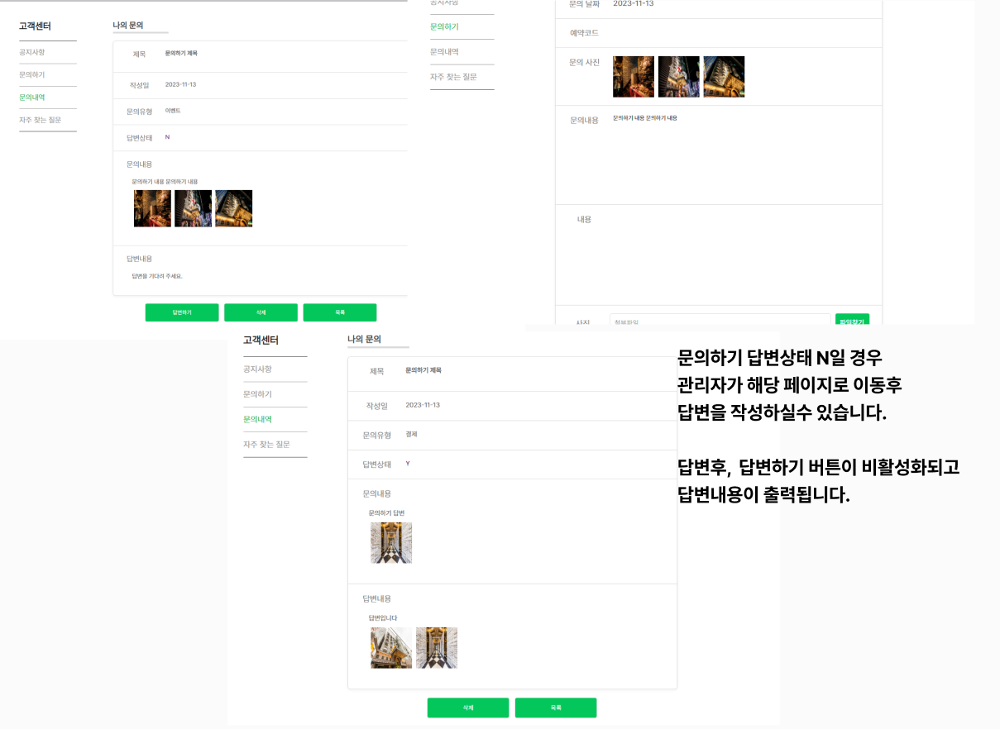 고객센터
공지사항
문의하기
문의내역
자주 찾는 질문
나의 문의
제목 문의하기 제목
작성일 2023-11-13
문의유형 이벤트
답변상태 N
문의내용
문의하기 내용 문의하기 내용
답변내용
답변을 기다려 주세요.
답변하기 삭제 목록
공지사항
문의하기
문의내역
자주 찾는 질문
문의 날짜 2023-11-13
예약코드
문의 사진
문의내용 문의하기 내용 문의하기 내용
내용
사진 첨부파일 파일찾기
고객센터
공지사항
문의하기
문의내역
자주 찾는 질문
나의 문의
제목 문의하기 제목
작성일 2023-11-13
문의유형 결제
답변상태 Y
문의내용
문의하기 답변
답변내용
답변입니다
삭제 목록
문의하기 답변상태 N일 경우
관리자가 해당 페이지로 이동후
답변을 작성하실수 있습니다.
답변후, 답변하기 버튼이 비활성화되고
답변내용이 출력됩니다.